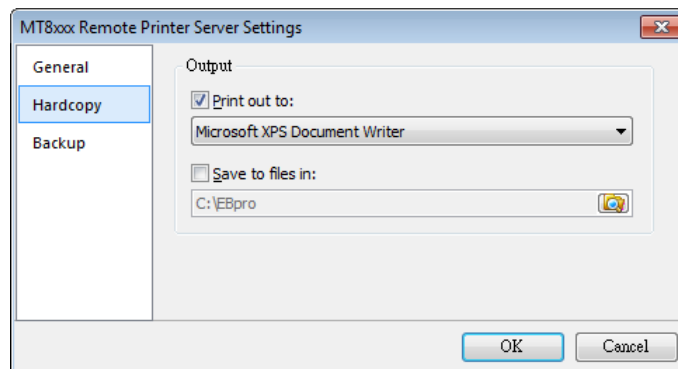 MT8xxx Remote Printer Server Settings
General
Hardcopy
Backup
Output
Print out to:
Microsoft XPS Document Writer
Save to files in:
C:\EBpro
OK
Cancel